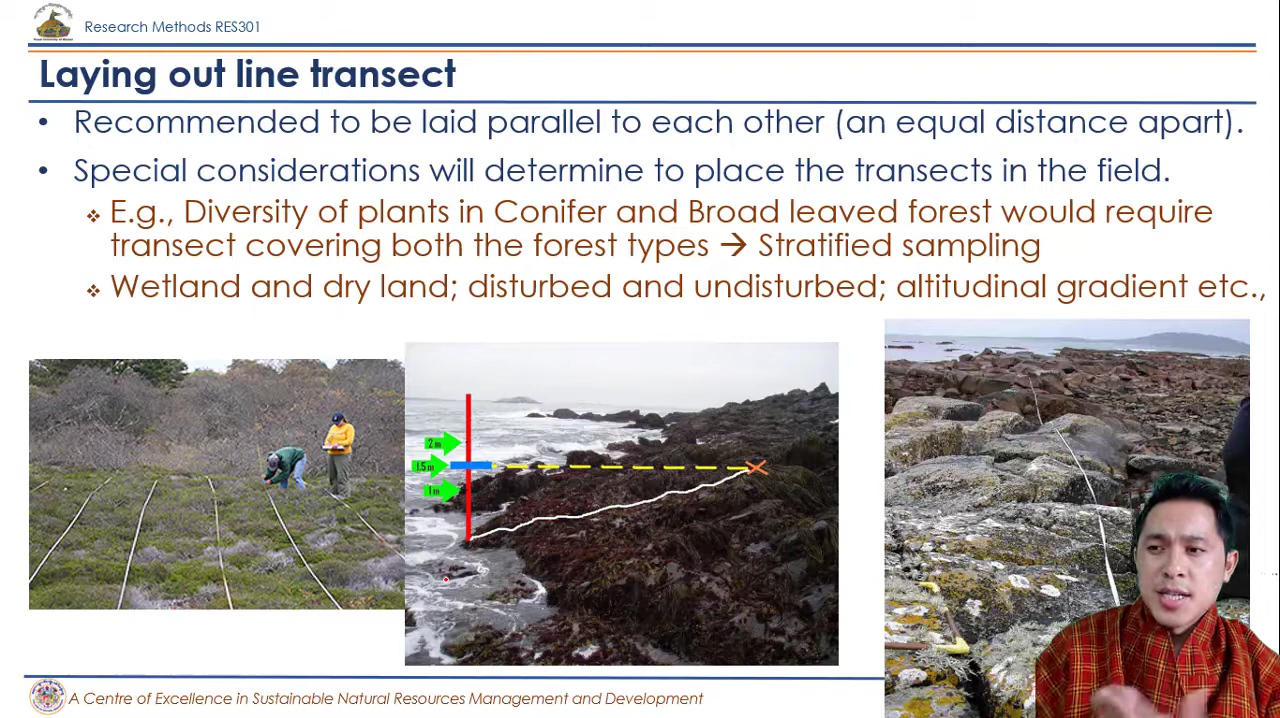 Research Methods RES301
Laying out line transect
• Recommended to be laid parallel to each other (an equal distance apart).
• Special considerations will determine to place the transects in the field.
❖ E.g., Diversity of plants in Conifer and Broad leaved forest would require
transect covering both the forest types → Stratified sampling
❖ Wetland and dry land; disturbed and undisturbed; altitudinal gradient etc.,
2 m
1.5 m
1 m
A Centre of Excellence in Sustainable Natural Resources Management and Development